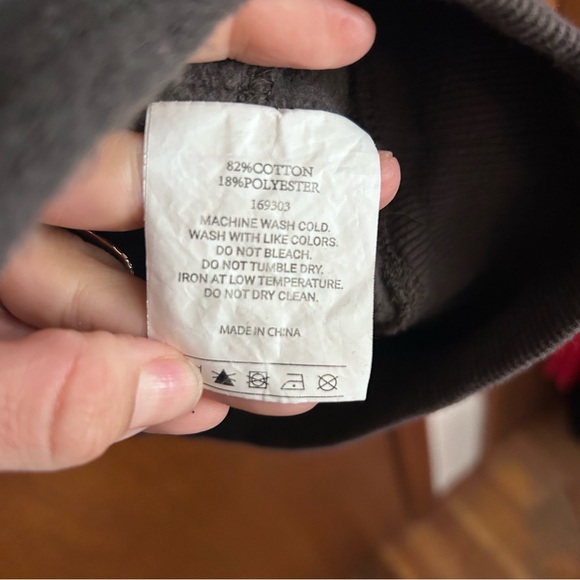 82%COTTON
18%POLYESTER
169303
MACHINE WASH COLD.
WASH WITH LIKE COLORS.
DO NOT BLEACH.
DO NOT TUMBLE DRY.
IRON AT LOW TEMPERATURE.
DO NOT DRY CLEAN.
MADE IN CHINA